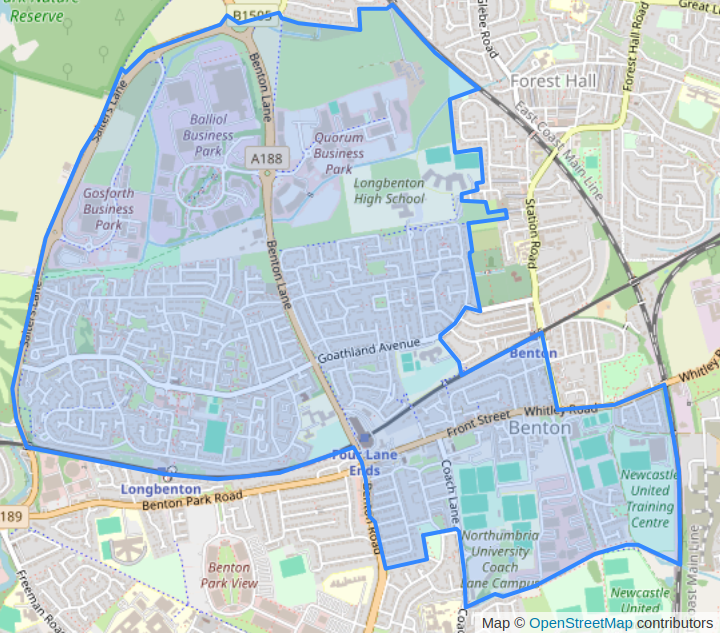 Park Nature
Reserve
B1505
Glebe Road
Great Li
Forest Hall Road
Forest Hall
Salters Lane
Benton Lane
East Coast Main Line
Balliol
Business
Park
Quorum
Business
Park
A188
Longbenton
High School
Gosforth
Business
Park
Station Road
Benton Lane
Salters Lane
Goathland Avenue
Benton
Whitley R
Front Street
Whitley Road
Benton
Four Lane
Ends
Longbenton
Benton Park Road
Coach Lane
Newcastle
United
Training
Centre
189
Benton Road
Northumbria
University
Coach
Lane Campus
Benton
Park View
Freeman Road
East Coast Main Line
Newcastle
United
Coa
Map © OpenStreetMap contributors